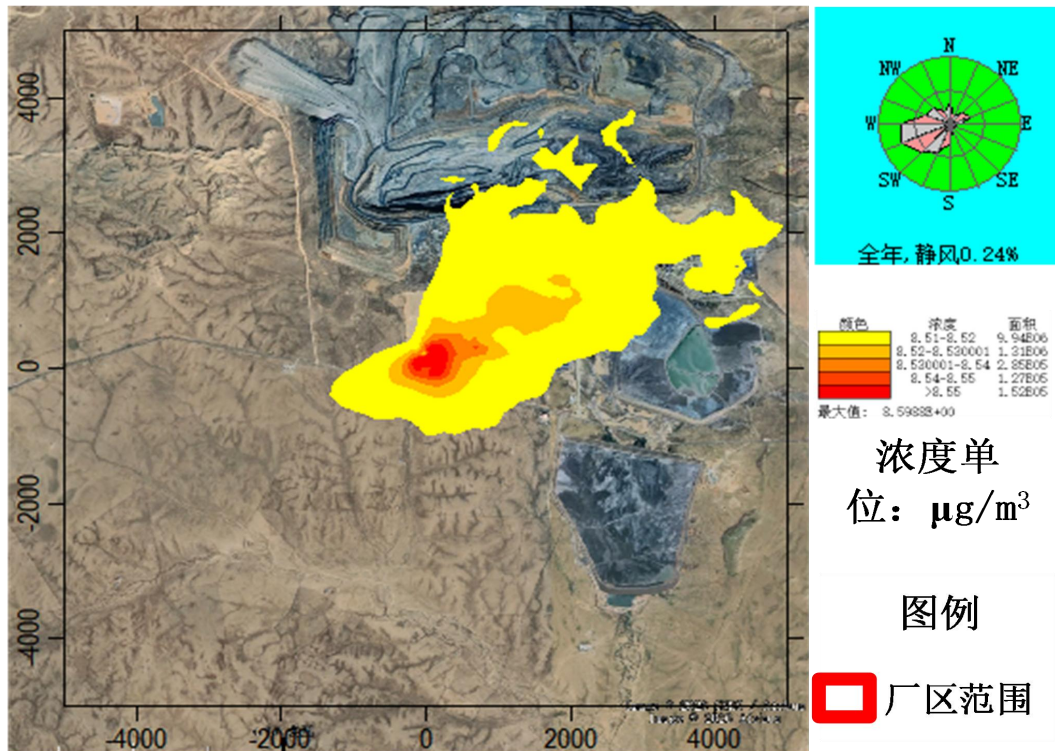 4000
2000
0
-2000
-4000
-4000
-2000
0
2000
4000
N
NW
NE
W
E
SW
SE
S
全年,静风0.24%
颜色 浓度 面积
8.51-8.52 9.94E06
8.52-8.530001 1.31E06
8.530001-8.54 2.85E05
8.54-8.55 1.27E05
>8.55 1.52E05
最大值: 8.5988E+00
浓度单
位：μg/m³
图例
厂区范围